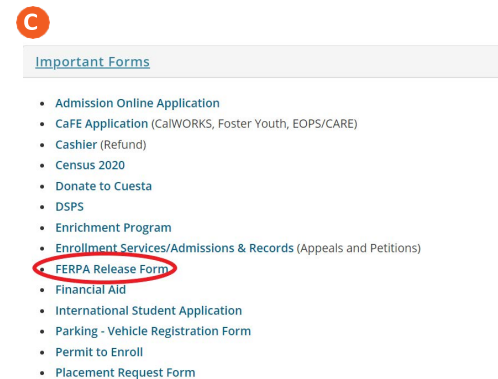 C
Important Forms
Admission Online Application
CaFE Application (CalWORKS, Foster Youth, EOPS/CARE)
Cashier (Refund)
Census 2020
Donate to Cuesta
DSPS
Enrichment Program
Enrollment Services/Admissions & Records (Appeals and Petitions)
FERPA Release Form
Financial Aid
International Student Application
Parking - Vehicle Registration Form
Permit to Enroll
Placement Request Form